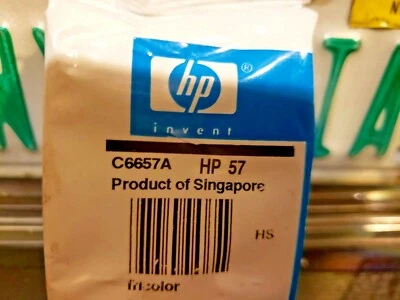 hp®
invent
C6657A HP 57
Product of Singapore
HS
tricolor